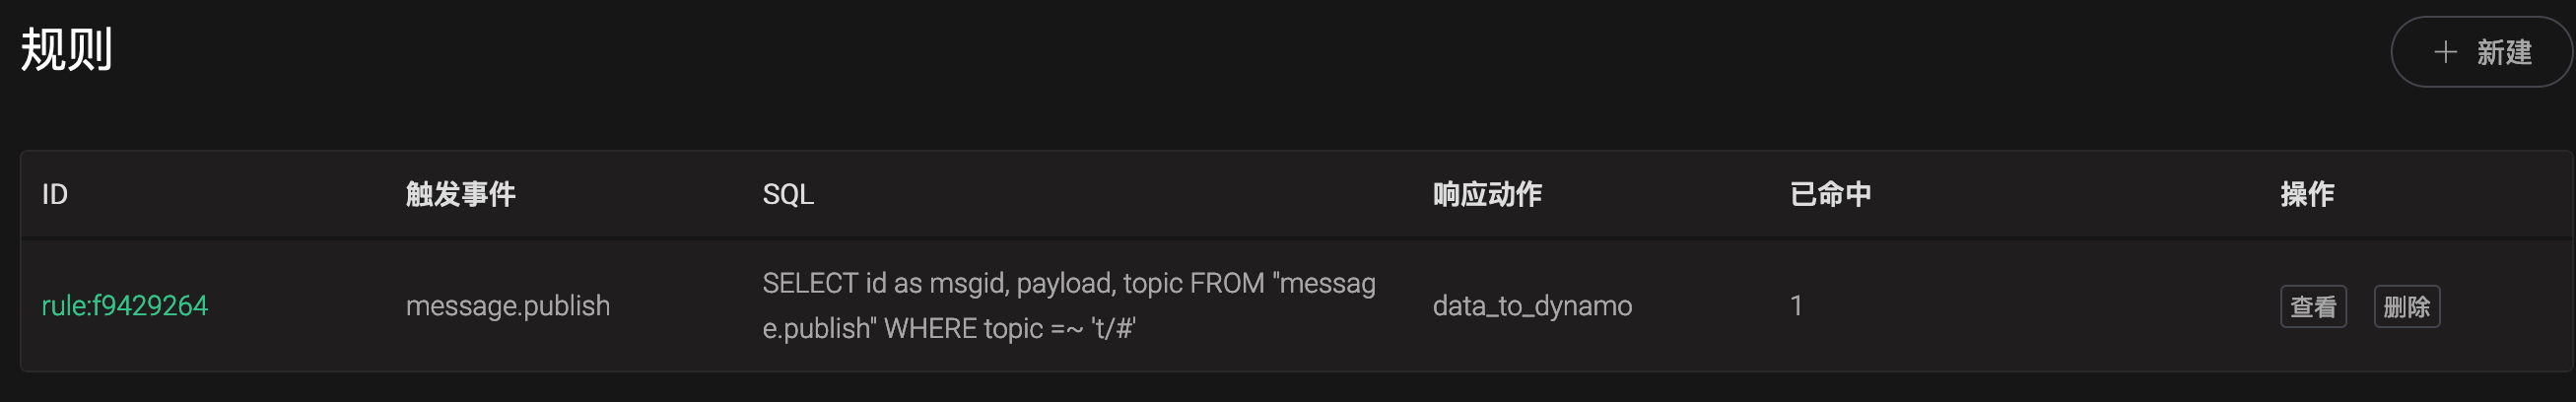 规则
新建
ID 触发事件 SQL 响应动作 已命中 操作
rule:f9429264 message.publish SELECT id as msgid, payload, topic FROM "messag
e.publish" WHERE topic =~ 't/#' data_to_dynamo 1 查看 删除